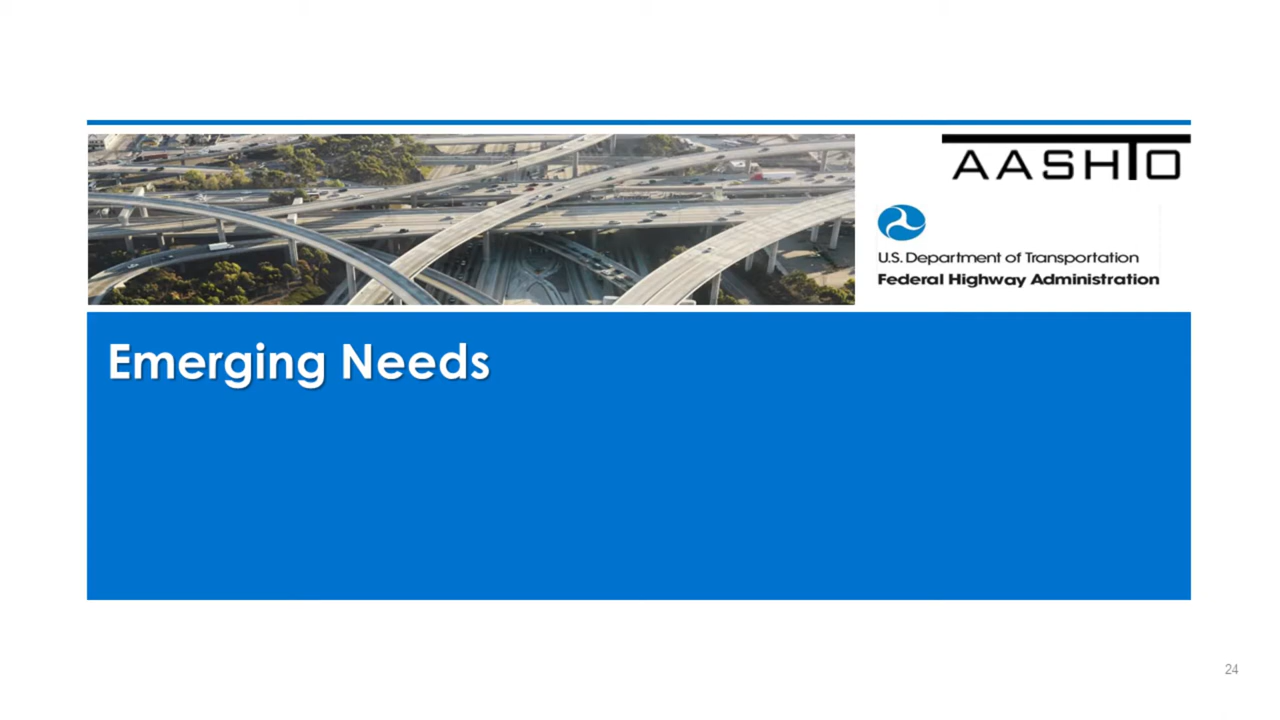 AASHTO
U.S. Department of Transportation
Federal Highway Administration
Emerging Needs
24